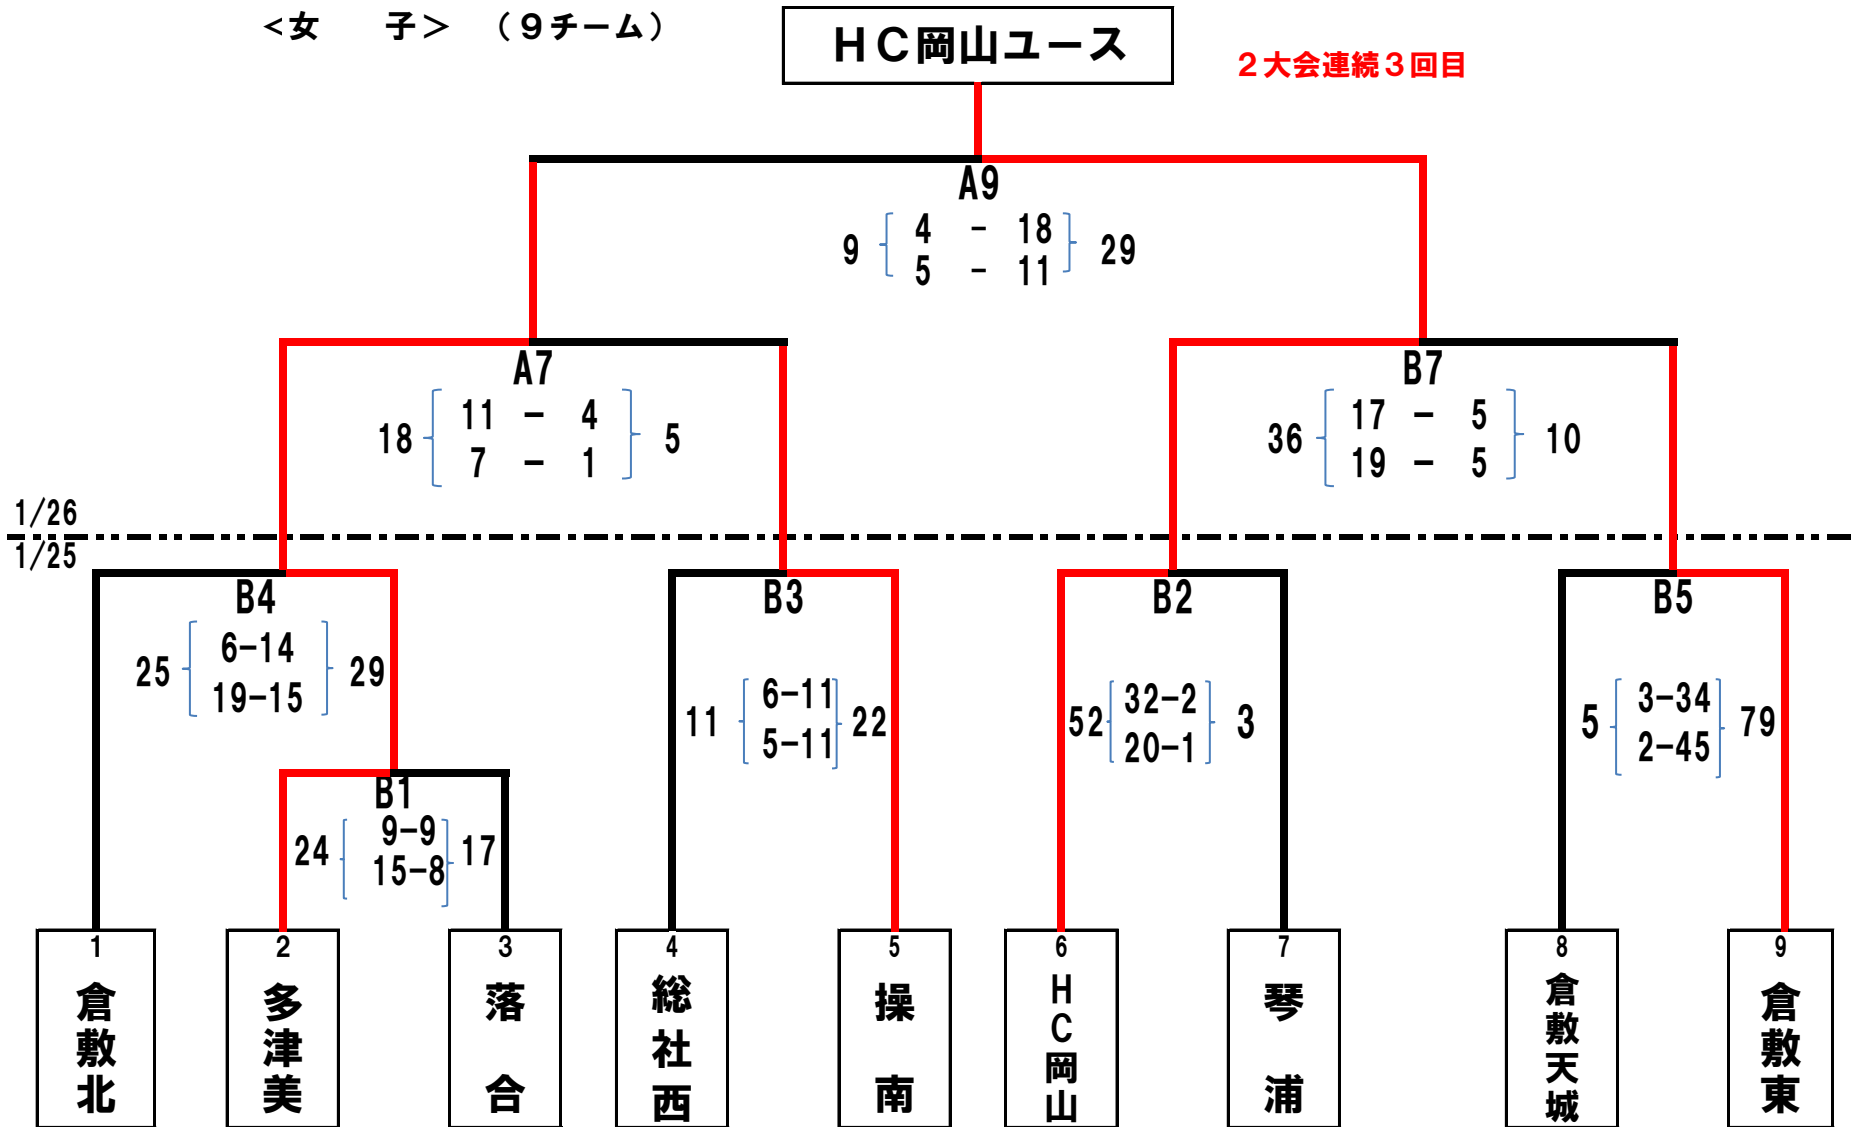 <女　子>　（９チーム）
ＨＣ岡山ユース
２大会連続３回目
A9
9　4 － 18　29
5 － 11
A7
18　11 － 4　5
7 － 1
B7
36　17 － 5　10
19 － 5
1/26
1/25
B4
25　6－14　29
19－15
B3
11　6－11　22
5－11
B2
52　32－2　3
20－1
B5
5　3－34　79
2－45
B1
24　9－9　17
15－8
1　倉敷北
2　多津美
3　落合
4　総社西
5　操南
6　ＨＣ岡山
7　琴浦
8　倉敷天城
9　倉敷東